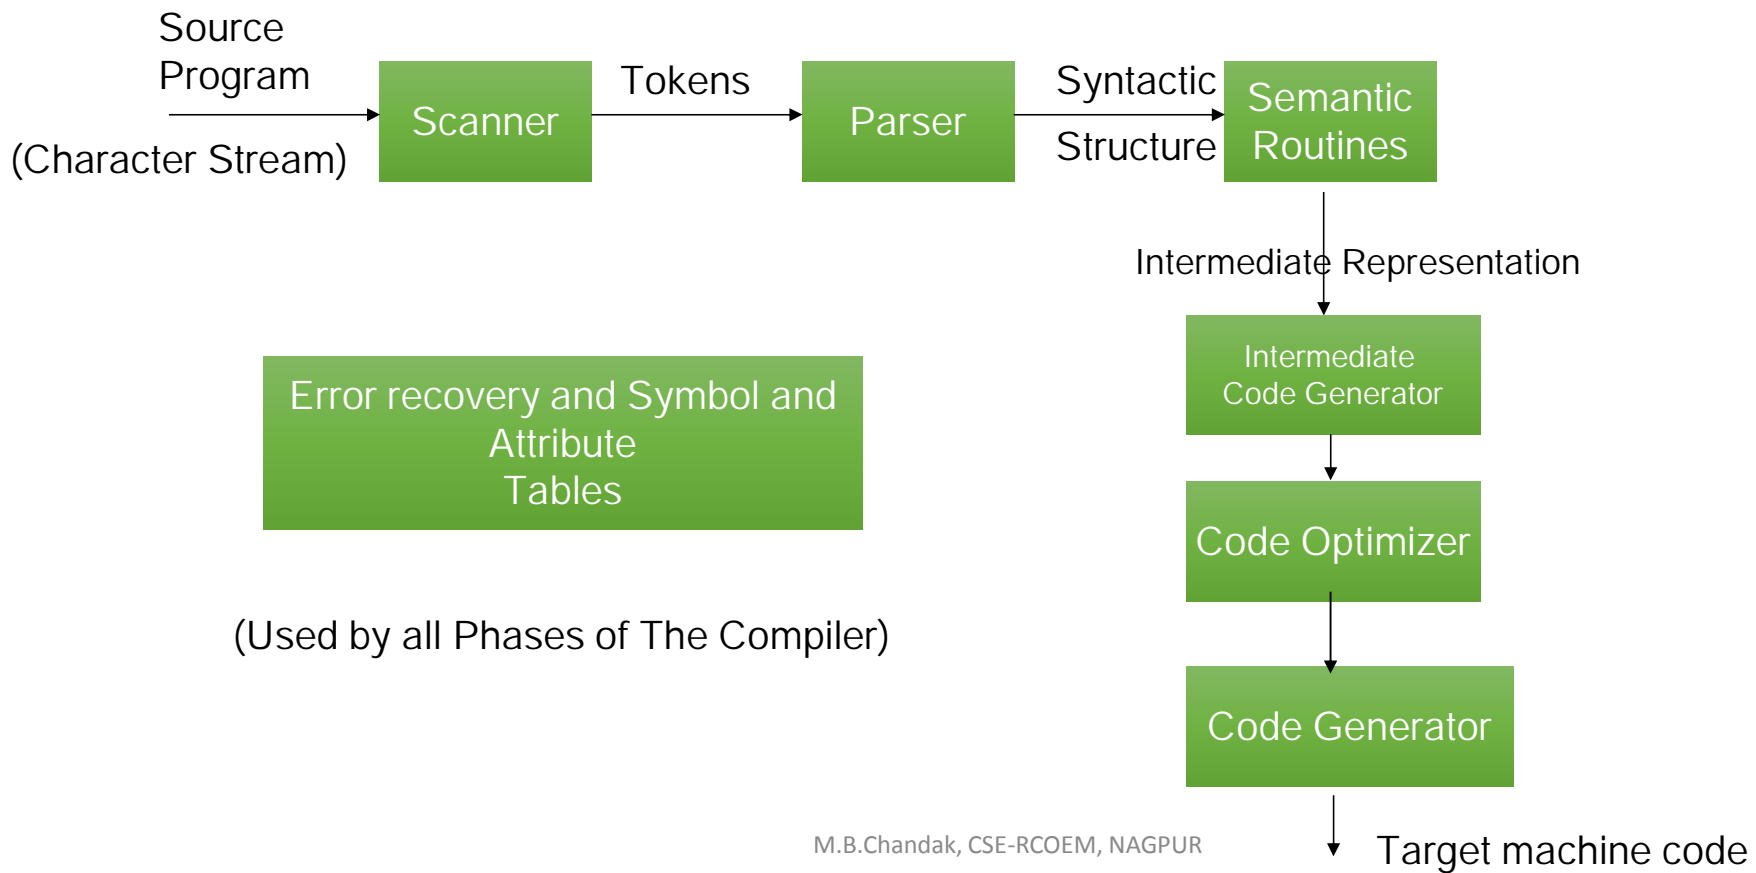 Source
Program
(Character Stream)
Scanner
Tokens
Parser
Syntactic
Structure
Semantic
Routines
Intermediate Representation
Intermediate
Code Generator
Error recovery and Symbol and
Attribute
Tables
Code Optimizer
(Used by all Phases of The Compiler)
Code Generator
M.B.Chandak, CSE-RCOEM, NAGPUR
Target machine code